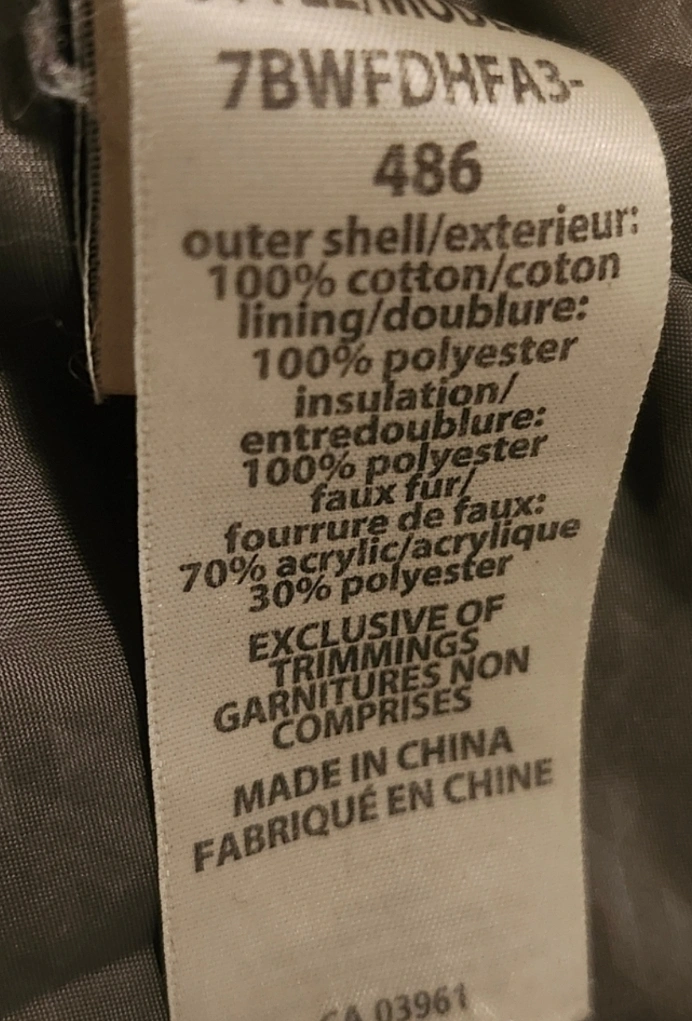 7BWFDHFA3-
486
outer shell/exterieur:
100% cotton/coton
lining/doublure:
100% polyester
insulation/
entredoublure:
100% polyester
faux fur/
fourrure de faux:
70% acrylic/acrylique
30% polyester
EXCLUSIVE OF
TRIMMINGS
GARNITURES NON
COMPRISES
MADE IN CHINA
FABRIQUÉ EN CHINE
CA 03961